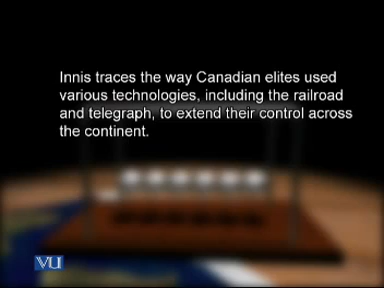 Innis traces the way Canadian elites used
various technologies, including the railroad
and telegraph, to extend their control across
the continent.
VU